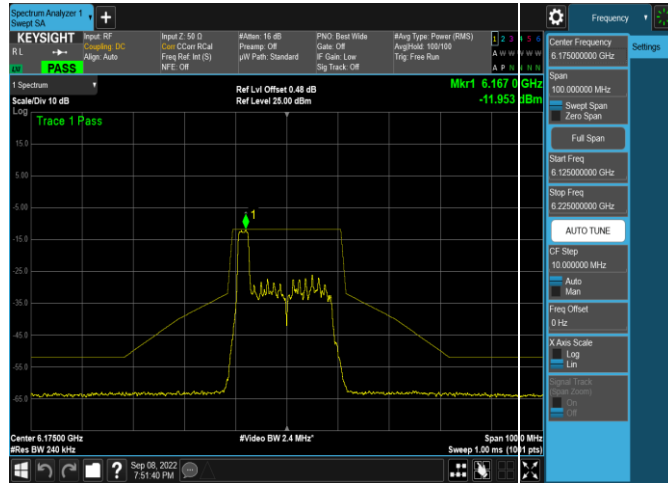 Spectrum Analyzer 1
Swept SA
+
Frequency
KEYSIGHT
RL
PASS
Input: RF
Coupling: DC
Align: Auto
Input Z: 50 Ω
Corr CCorr RCal
Freq Ref: Int (S)
NFE: Off
#Atten: 16 dB
Preamp: Off
µW Path: Standard
PNO: Best Wide
Gate: Off
IF Gain: Low
Sig Track: Off
#Avg Type: Power (RMS)
Avg|Hold: 100/100
Trig: Free Run
1 2 3 4 5 6
A W W W W W
A P N N N N
1 Spectrum
Scale/Div 10 dB
Log
Ref Lvl Offset 0.48 dB
Ref Level 25.00 dBm
Mkr1 6.167 0 GHz
-11.953 dBm
Trace 1 Pass
15.0
5.00
-5.00
-15.0
-25.0
-35.0
-45.0
-55.0
-65.0
1
Center 6.17500 GHz
#Res BW 240 kHz
#Video BW 2.4 MHz*
Span 100.0 MHz
Sweep 1.00 ms (1001 pts)
Sep 08, 2022
7:51:40 PM
?
Center Frequency
6.175000000 GHz
Settings
Span
100.000000 MHz
Swept Span
Zero Span
Full Span
Start Freq
6.125000000 GHz
Stop Freq
6.225000000 GHz
AUTO TUNE
CF Step
10.000000 MHz
Auto
Man
Freq Offset
0 Hz
X Axis Scale
Log
Lin
Signal Track
(Span Zoom)
On
Off